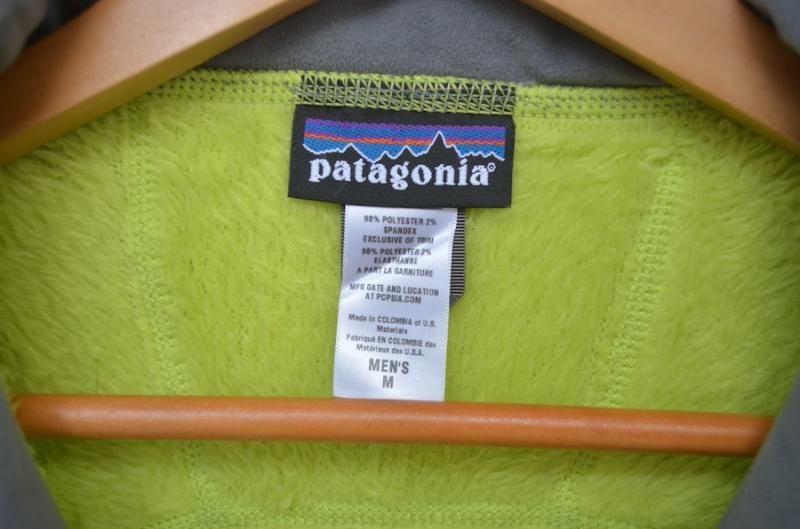 patagonia®
98% POLYESTER 2%
SPANDEX
EXCLUSIVE OF TRIM
98% POLYESTER 2%
ELASTHANNE
A PART LA GARNITURE
MFG DATE AND LOCATION
AT PCPSIA.COM
Made in COLOMBIA of U.S.
Materials
Fabriqué EN COLOMBIE des
Matériaux des U.S.A.
MEN'S
M